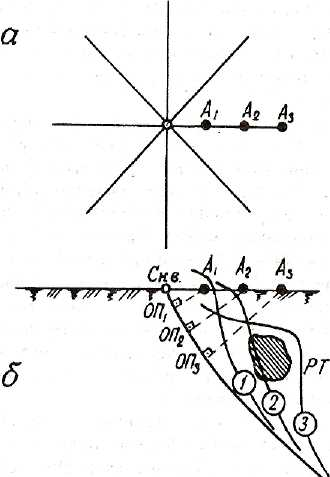 а
A₁ A₂ A₃
Скв. A₁ A₂ A₃
ОП₁
ОП₂
ОП₃
РТ
б
1 2 3